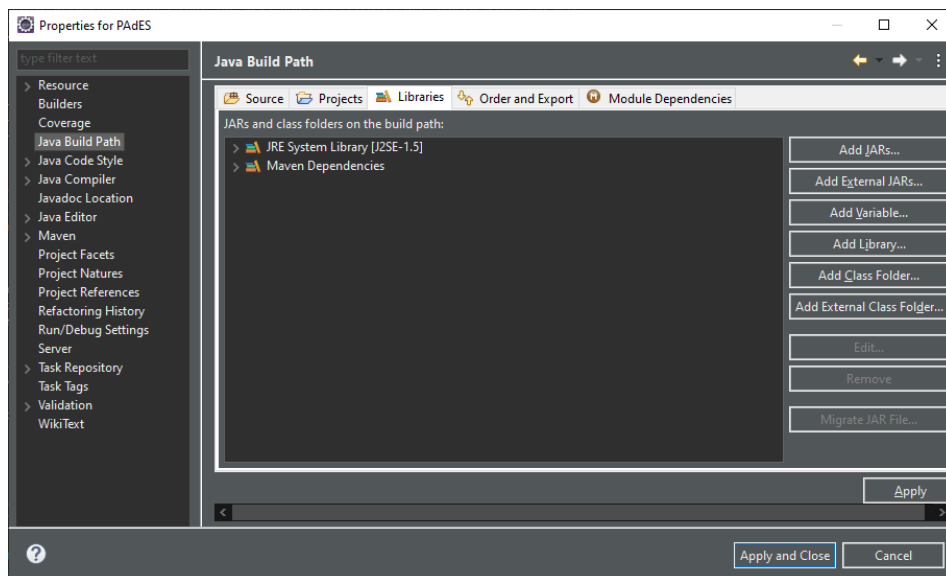 Properties for PAdES
type filter text
Resource
Builders
Coverage
Java Build Path
Java Code Style
Java Compiler
Javadoc Location
Java Editor
Maven
Project Facets
Project Natures
Project References
Refactoring History
Run/Debug Settings
Server
Task Repository
Task Tags
Validation
WikiText
Java Build Path
Source Projects Libraries Order and Export Module Dependencies
JARs and class folders on the build path:
JRE System Library [J2SE-1.5]
Maven Dependencies
Add JARs...
Add External JARs...
Add Variable...
Add Library...
Add Class Folder...
Add External Class Folder...
Edit...
Remove
Migrate JAR File...
Apply
Apply and Close Cancel